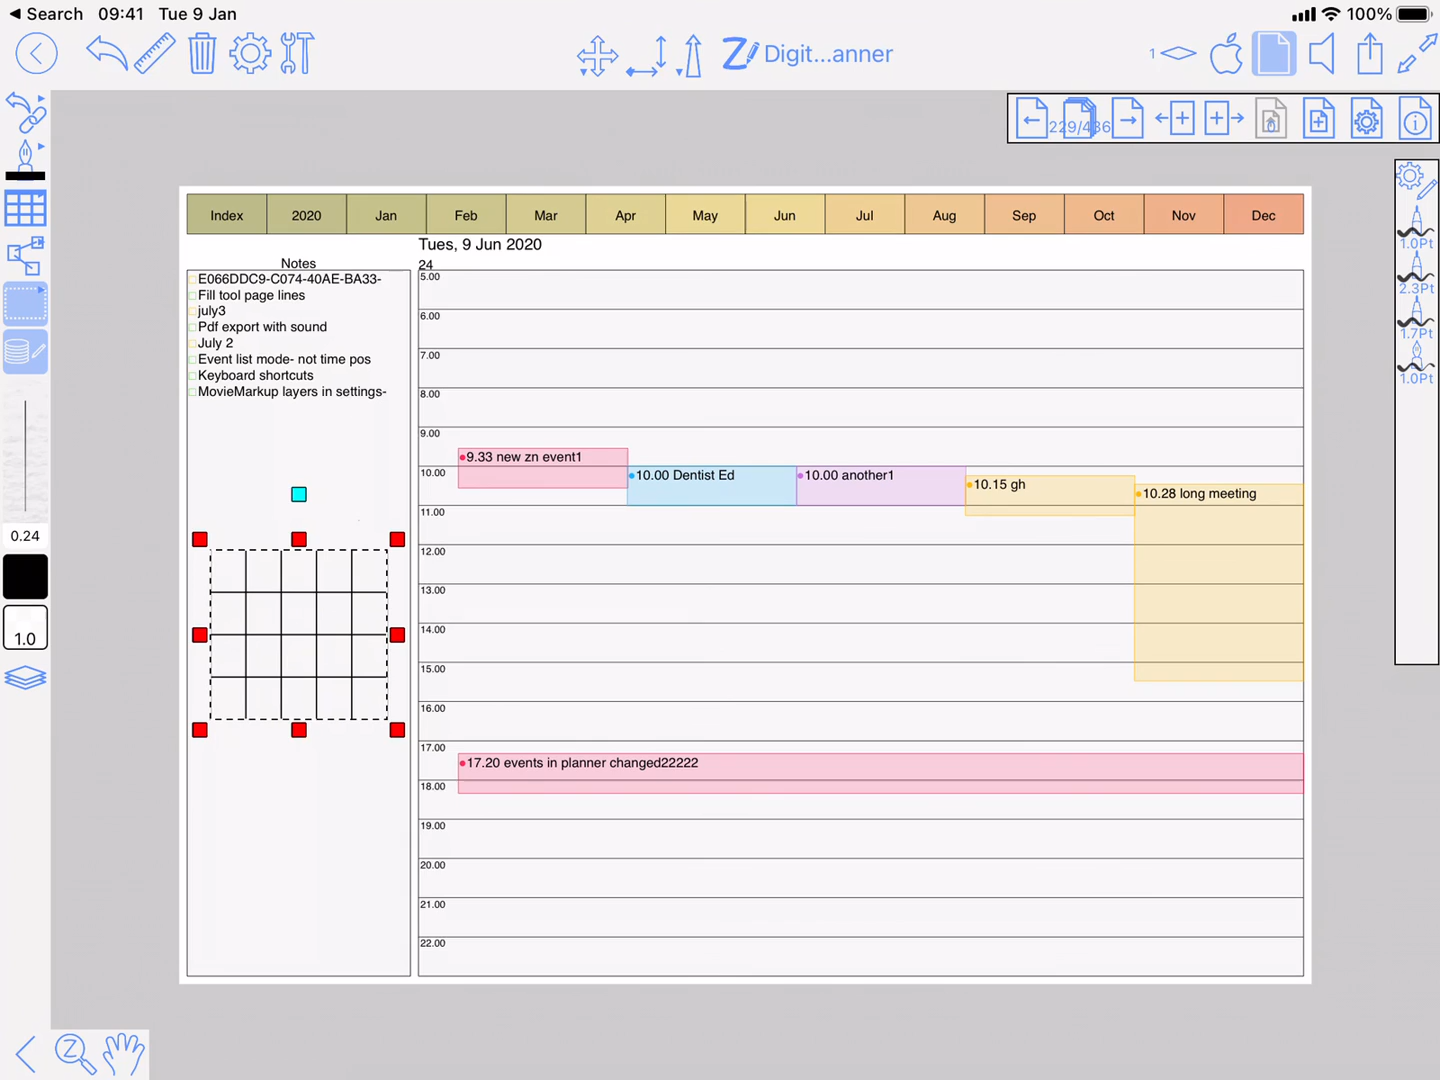 Search 09:41 Tue 9 Jan 100%
Digit...anner
1
229/436
Index 2020 Jan Feb Mar Apr May Jun Jul Aug Sep Oct Nov Dec
Tues, 9 Jun 2020
24
Notes
E066DDC9-C074-40AE-BA33-
Fill tool page lines
july3
Pdf export with sound
July 2
Event list mode- not time pos
Keyboard shortcuts
MovieMarkup layers in settings-
5.00
6.00
7.00
8.00
9.00
9.33 new zn event1
10.00
10.00 Dentist Ed
10.00 another1
10.15 gh
10.28 long meeting
11.00
12.00
13.00
14.00
15.00
16.00
17.00
17.20 events in planner changed22222
18.00
19.00
20.00
21.00
22.00
0.24
1.0
1.0Pt
2.3Pt
1.7Pt
1.0Pt